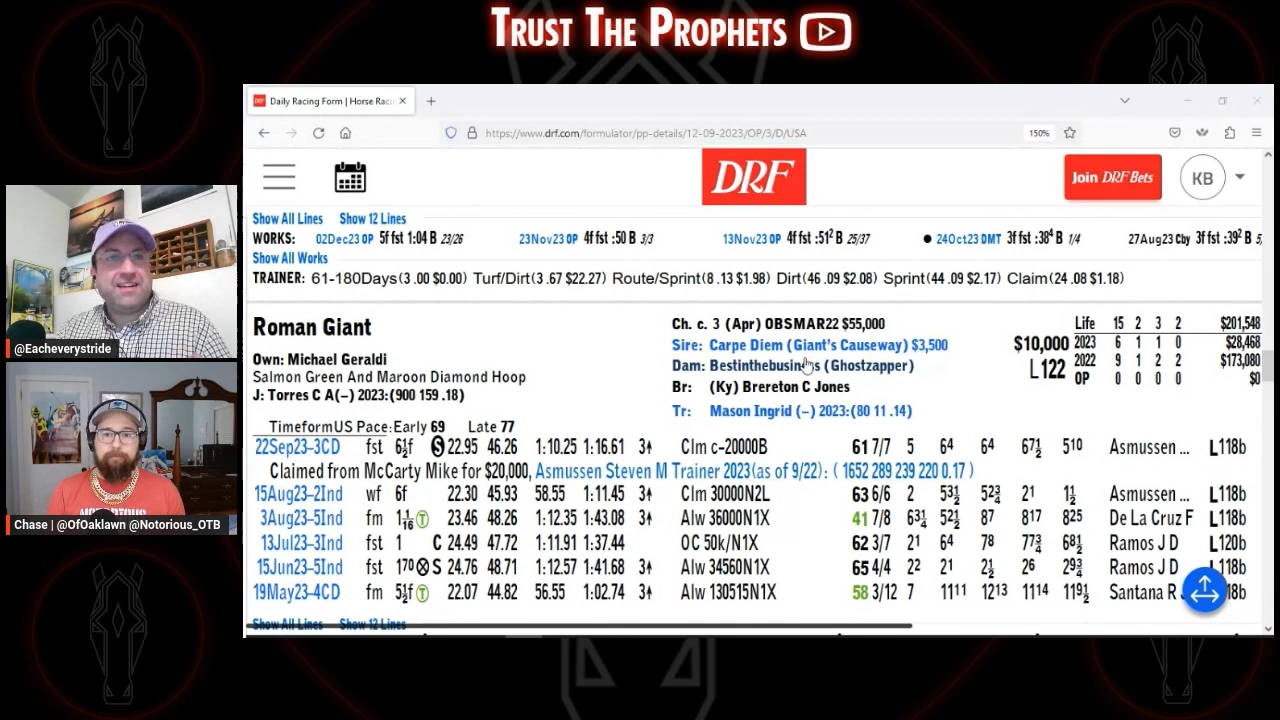 TRUST THE PROPHETS
Daily Racing Form | Horse Raci
https://www.drf.com/formulator/pp-details/12-09-2023/OP/3/D/USA
150%
DRF
Join DRF Bets
KB
Show All Lines Show 12 Lines
WORKS: 02Dec23 OP 5f fst 1:04 B 23/26 23Nov23 OP 4f fst :50 B 3/3 13Nov23 OP 4f fst :51² B 25/37 ● 24Oct23 DMT 3f fst :38⁴ B 1/4 27Aug23 Cby 3f fst :39² B 5
Show All Works
TRAINER: 61-180Days(3 .00 $0.00) Turf/Dirt(3 .67 $22.27) Route/Sprint(8 .13 $1.98) Dirt(46 .09 $2.08) Sprint(44 .09 $2.17) Claim(24 .08 $1.18)
Roman Giant
Own: Michael Geraldi
Salmon Green And Maroon Diamond Hoop
J: Torres C A(–) 2023:(900 159 .18)
Ch. c. 3 (Apr) OBSMAR22 $55,000
Sire: Carpe Diem (Giant's Causeway) $3,500
Dam: Bestinthebusiness (Ghostzapper)
Br: (Ky) Brereton C Jones
Tr: Mason Ingrid (–) 2023:(80 11 .14)
$10,000
L122
Life 15 2 3 2 $201,548
2023 6 1 1 0 $28,468
2022 9 1 2 2 $173,080
OP 0 0 0 0 $0
TimeformUS Pace: Early 69 Late 77
22Sep23-3CD fst 6½f S 22.95 46.26 1:10.25 1:16.61 3↑ Clm c-20000B 61 7/7 5 6⁴ 6⁴ 6⁷½ 5¹⁰ Asmussen ... L118b
Claimed from McCarty Mike for $20,000, Asmussen Steven M Trainer 2023(as of 9/22): ( 1652 289 239 220 0.17 )
15Aug23-2Ind wf 6f 22.30 45.93 58.55 1:11.45 3↑ Clm 30000N2L 63 6/6 2 5³½ 5²¾ 2¹ 1½ Asmussen ... L118b
3Aug23-5Ind fm 1 1/16 T 23.46 48.26 1:12.35 1:43.08 3↑ Alw 36000N1X 41 7/8 6³¼ 5²½ 8⁷ 8¹⁷ 8²⁵ De La Cruz F L118b
13Jul23-3Ind fst 1 C 24.49 47.72 1:11.91 1:37.44 OC 50k/N1X 62 3/7 2¹ 6⁴ 7⁸ 7⁷¾ 6⁸½ Ramos J D L120b
15Jun23-5Ind fst 1⁷⁰ⓧ S 24.76 48.71 1:12.57 1:41.68 3↑ Alw 34560N1X 65 4/4 2² 2¹ 2½ 2⁶ 2⁹¾ Ramos J D L118b
19May23-4CD fm 5½f T 22.07 44.82 56.55 1:02.74 3↑ Alw 130515N1X 58 3/12 7 11¹¹ 12¹³ 11¹⁴ 11⁹½ Santana R 18b
Show All Lines Show 12 Lines
@Eacheverystride
Chase | @OfOaklawn @Notorious_OTB